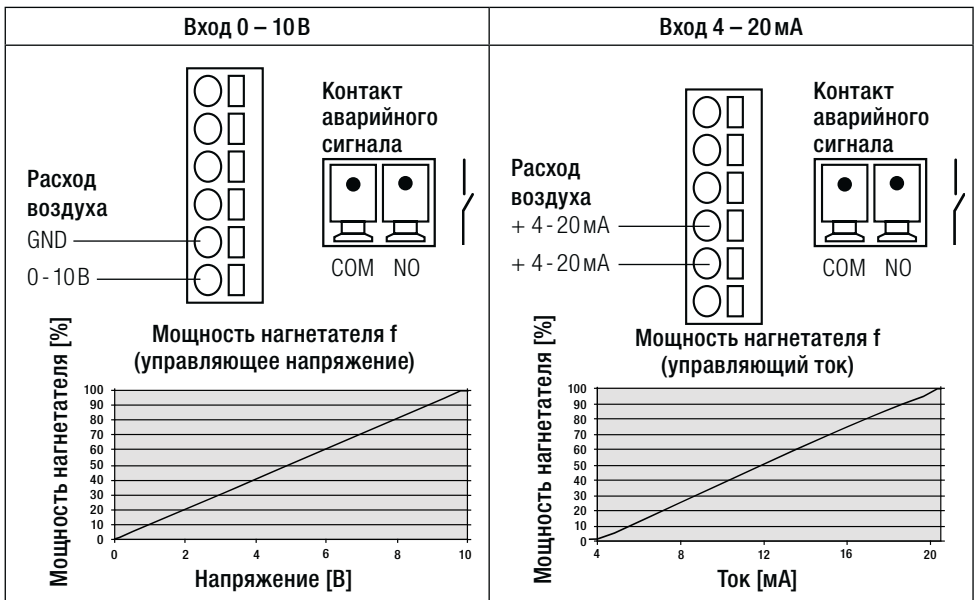 Вход 0 – 10 В
Контакт
аварийного
сигнала
Расход
воздуха
GND
0 - 10 В
COM NO
Мощность нагнетателя f
(управляющее напряжение)
Мощность нагнетателя [%]
100
90
80
70
60
50
40
30
20
10
0
0 2 4 6 8 10
Напряжение [В]
Вход 4 – 20 мА
Контакт
аварийного
сигнала
Расход
воздуха
+ 4 - 20 мА
+ 4 - 20 мА
COM NO
Мощность нагнетателя f
(управляющий ток)
Мощность нагнетателя [%]
100
90
80
70
60
50
40
30
20
10
0
4 8 12 16 20
Ток [мА]